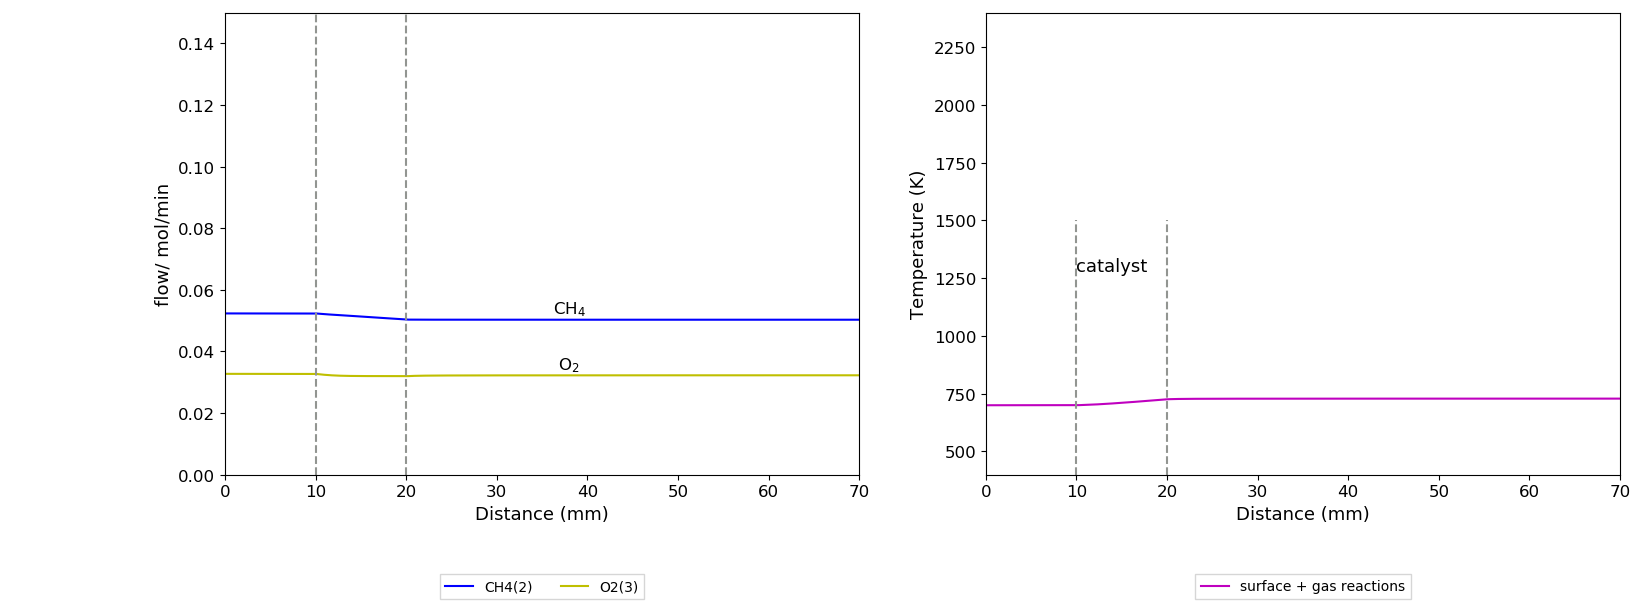 0.14
0.12
0.10
0.08
0.06
0.04
0.02
0.00
flow/ mol/min
CH₄
O₂
0 10 20 30 40 50 60 70
Distance (mm)
CH4(2) O2(3)
2250
2000
1750
1500
1250
1000
750
500
Temperature (K)
catalyst
0 10 20 30 40 50 60 70
Distance (mm)
surface + gas reactions